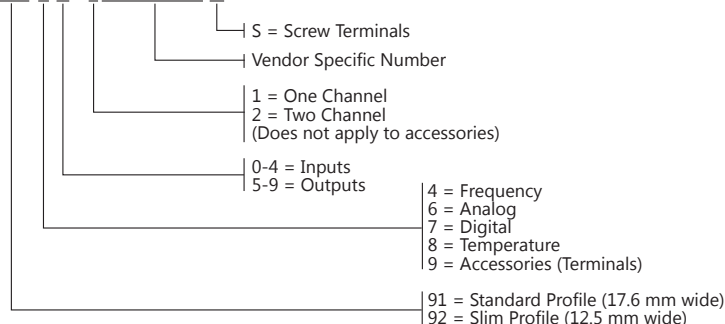 S = Screw Terminals
Vendor Specific Number
1 = One Channel
2 = Two Channel
(Does not apply to accessories)
0-4 = Inputs
5-9 = Outputs
4 = Frequency
6 = Analog
7 = Digital
8 = Temperature
9 = Accessories (Terminals)
91 = Standard Profile (17.6 mm wide)
92 = Slim Profile (12.5 mm wide)